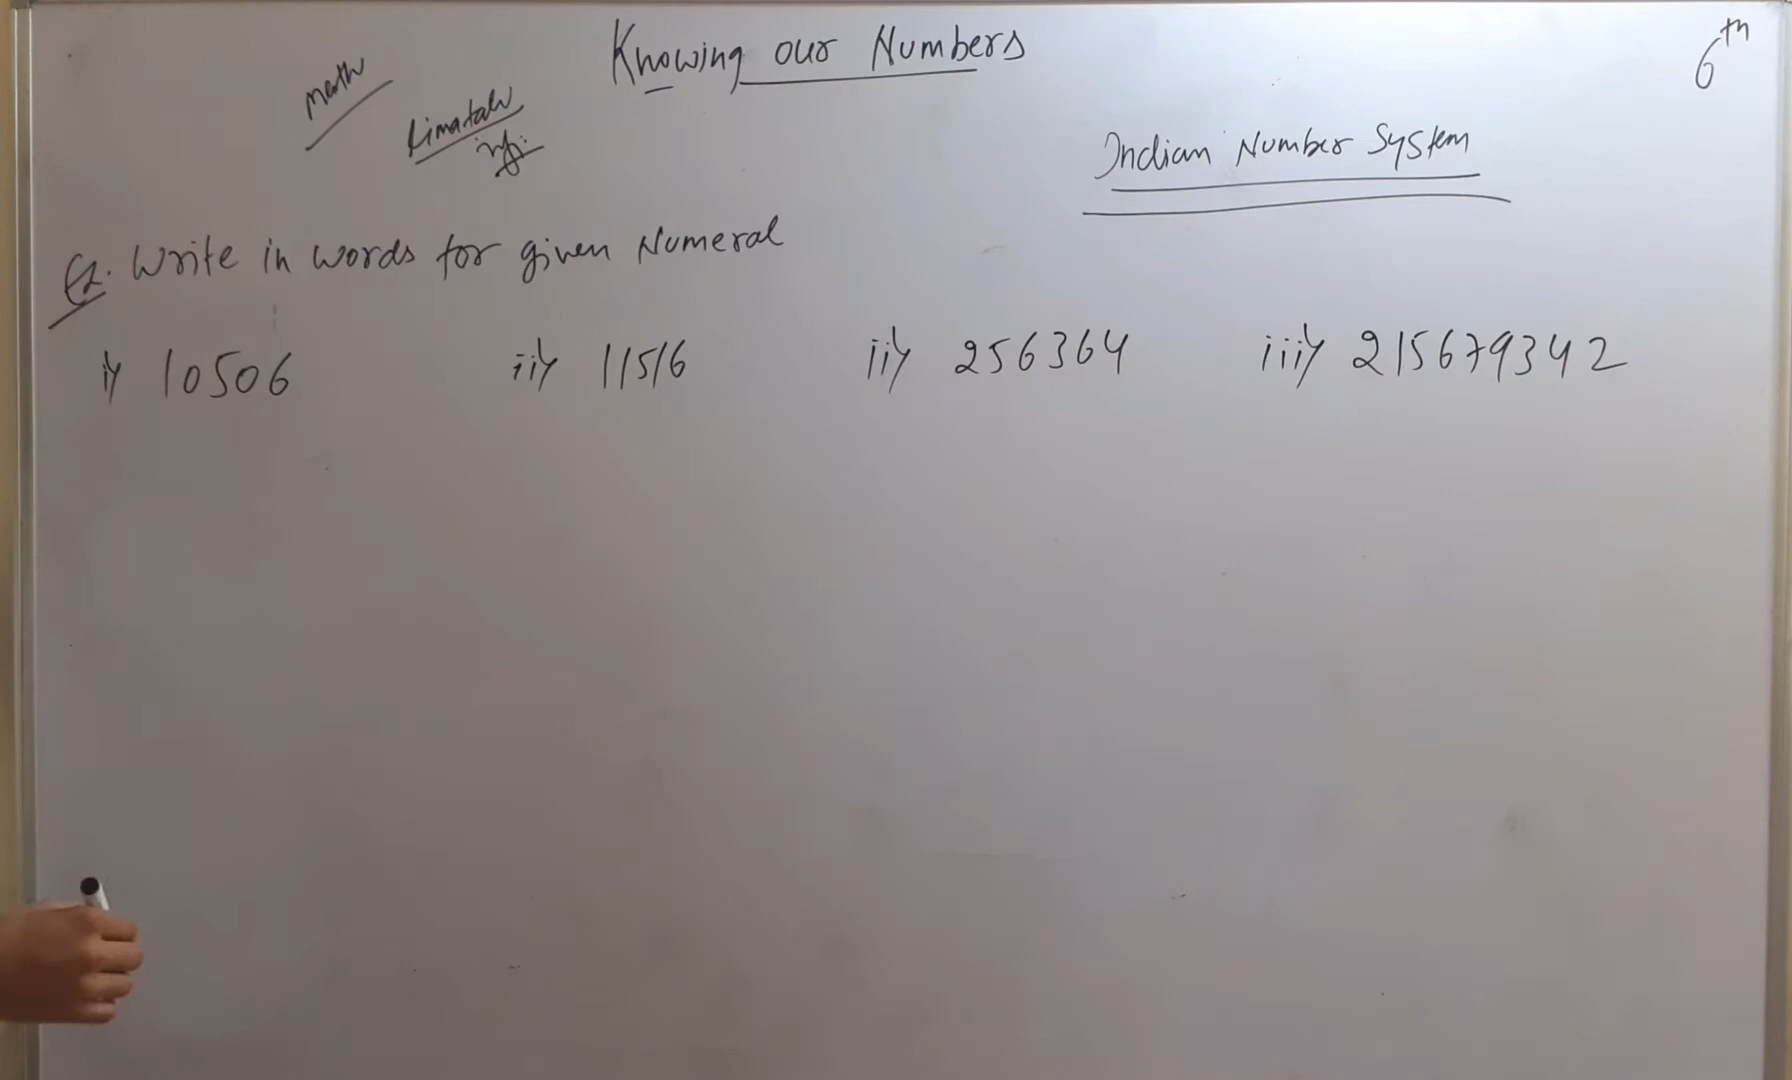 Knowing our Numbers
6th
math
Indian Number System
Ex. Write in words for given Numeral
i) 10506 ii) 11516 ii) 256364 iii) 215679342